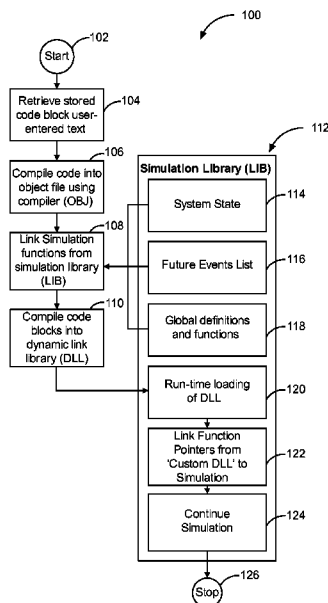 100
102
Start
Retrieve stored
code block user-
entered text
104
106
Compile code into
object file using
compiler (OBJ)
108
Link Simulation
functions from
simulation library
(LIB)
110
Compile code
blocks into
dynamic link
library (DLL)
112
Simulation Library (LIB)
System State
114
Future Events List
116
Global definitions
and functions
118
Run-time loading
of DLL
120
Link Function
Pointers from
'Custom DLL' to
Simulation
122
Continue
Simulation
124
Stop
126